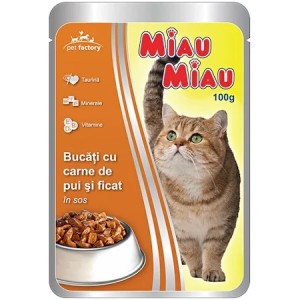 pet factory
MIAU
MIAU
100g
Taurină
Minerale
Vitamine
Bucăți cu
carne de
pui și ficat
în sos